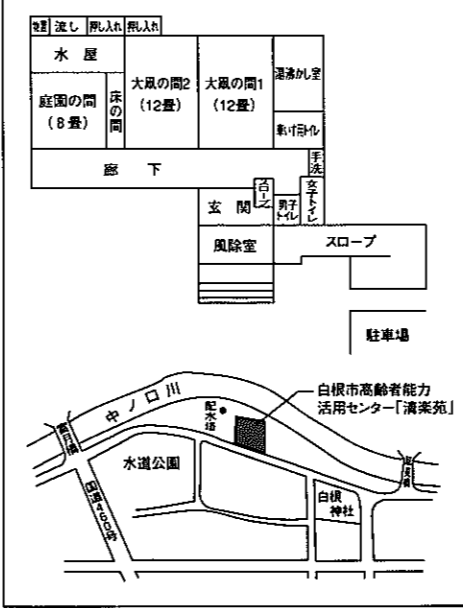 物置 流し 押し入れ 押し入れ
水屋
庭園の間
(8畳)
床の間
大凧の間2
(12畳)
大凧の間1
(12畳)
湯沸かし室
車いす用トイレ
廊下
手洗
玄関
スロープ
男子トイレ
女子トイレ
風除室
スロープ
駐車場
中ノ口川
配水塔
白根市高齢者能力
活用センター「満楽苑」
水道公園
国道460号
白根
神社